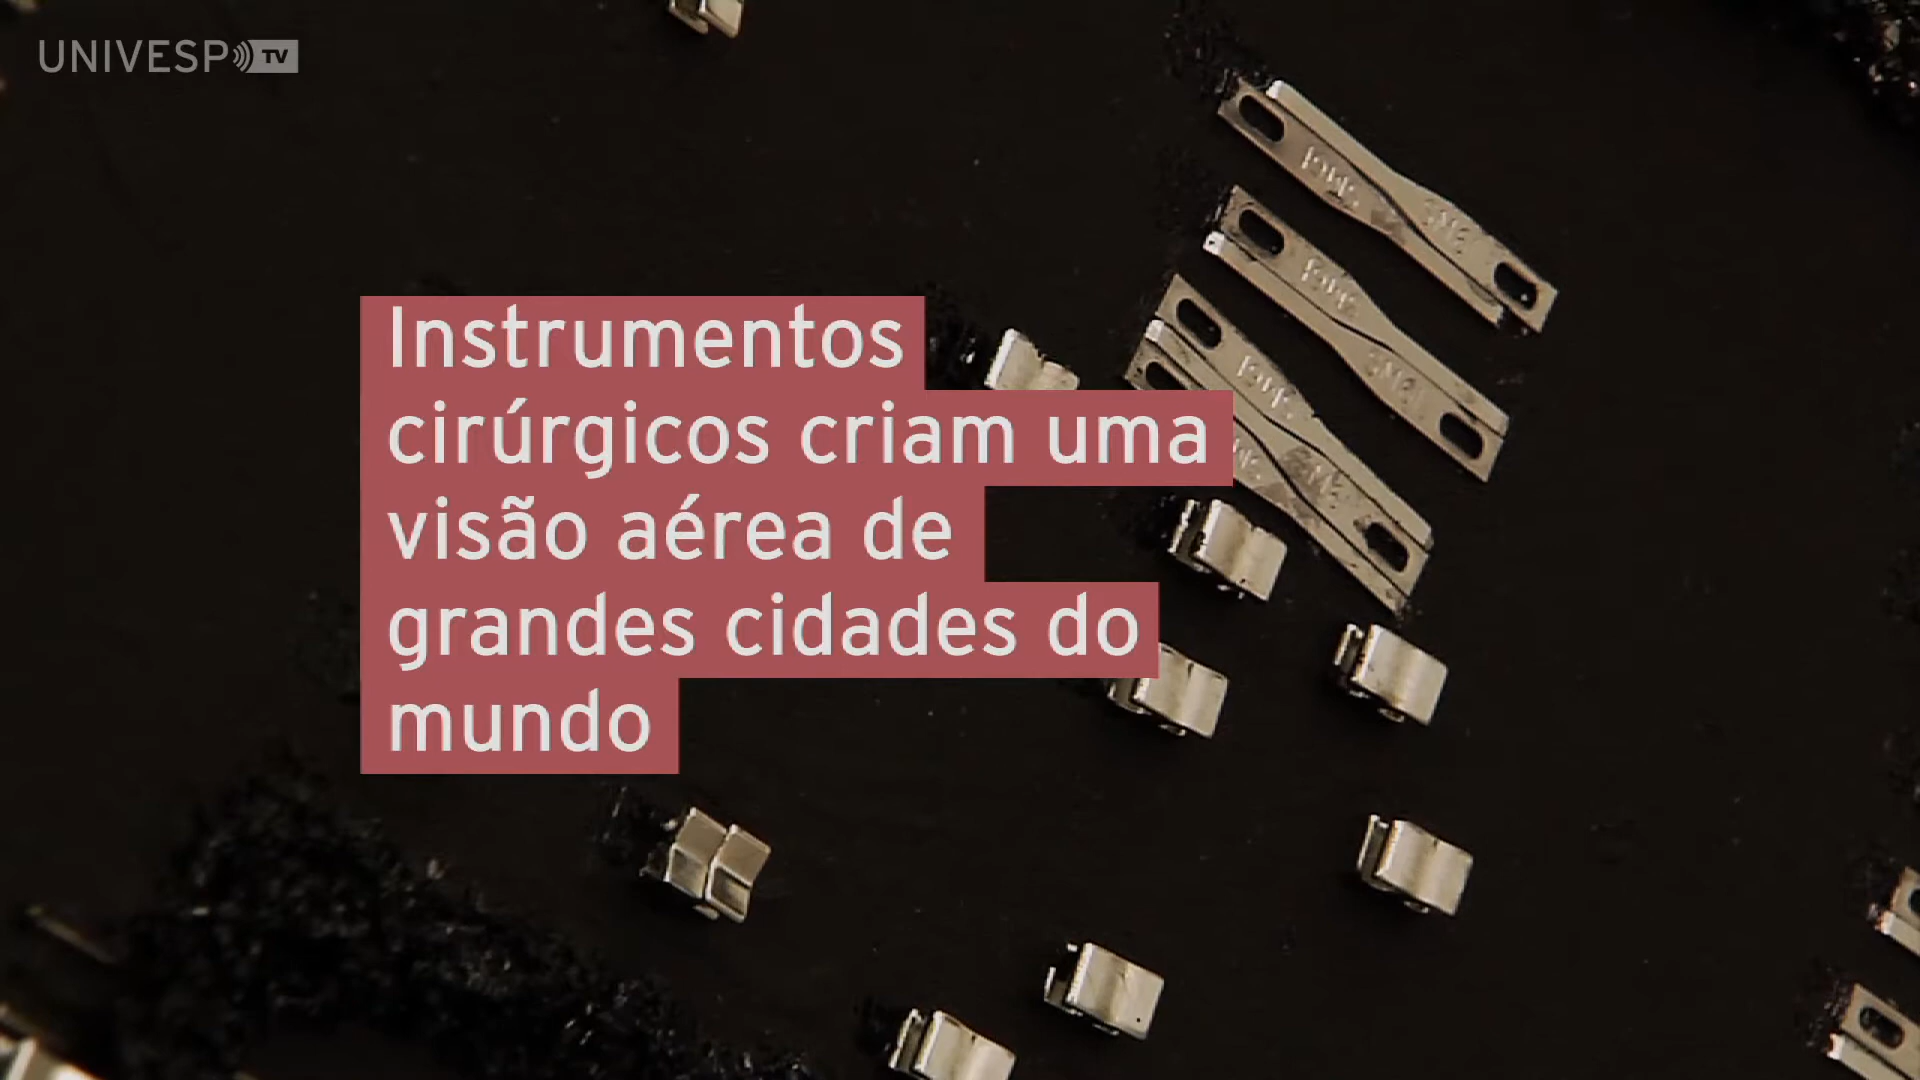 UNIVESP TV
Instrumentos
cirúrgicos criam uma
visão aérea de
grandes cidades do
mundo